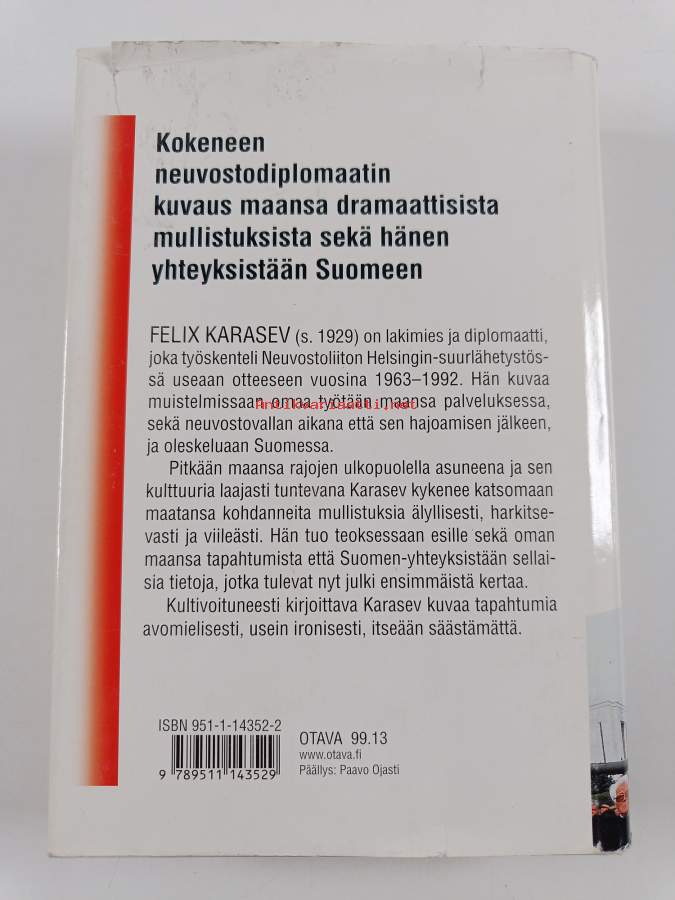 Kokeneen
neuvostodiplomaatin
kuvaus maansa dramaattisista
mullistuksista sekä hänen
yhteyksistään Suomeen
FELIX KARASEV (s. 1929) on lakimies ja diplomaatti,
joka työskenteli Neuvostoliiton Helsingin-suurlähetystös-
sä useaan otteeseen vuosina 1963–1992. Hän kuvaa
muistelmissaan omaa työtään maansa palveluksessa,
Antikvariaatti.net
sekä neuvostovallan aikana että sen hajoamisen jälkeen,
ja oleskeluaan Suomessa.
Pitkään maansa rajojen ulkopuolella asuneena ja sen
kulttuuria laajasti tuntevana Karasev kykenee katsomaan
maatansa kohdanneita mullistuksia älyllisesti, harkitse-
vasti ja viileästi. Hän tuo teoksessaan esille sekä oman
maansa tapahtumista että Suomen-yhteyksistään sellai-
sia tietoja, jotka tulevat nyt julki ensimmäistä kertaa.
Kultivoituneesti kirjoittava Karasev kuvaa tapahtumia
avomielisesti, usein ironisesti, itseään säästämättä.
ISBN 951-1-14352-2
9 789511 143529
OTAVA 99.13
www.otava.fi
Päällys: Paavo Ojasti